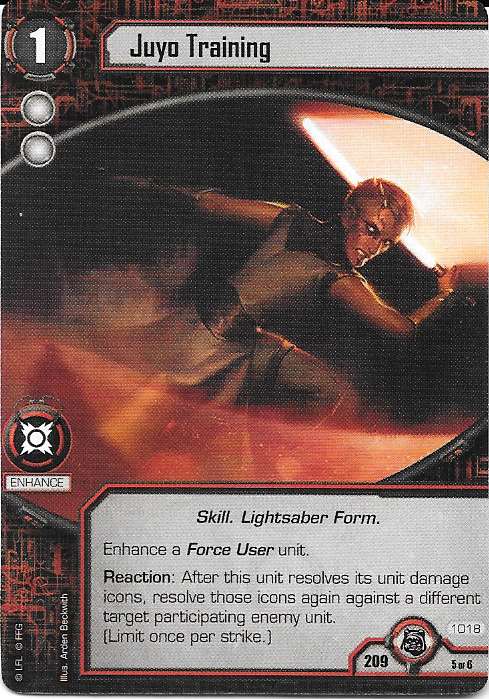 1
Juyo Training
ENHANCE
Skill. Lightsaber Form.
Enhance a Force User unit.
Reaction: After this unit resolves its unit damage
icons, resolve those icons again against a different
target participating enemy unit.
(Limit once per strike.)
© LFL © FFG
Illus. Arden Beckwith
1018
209
5 of 6